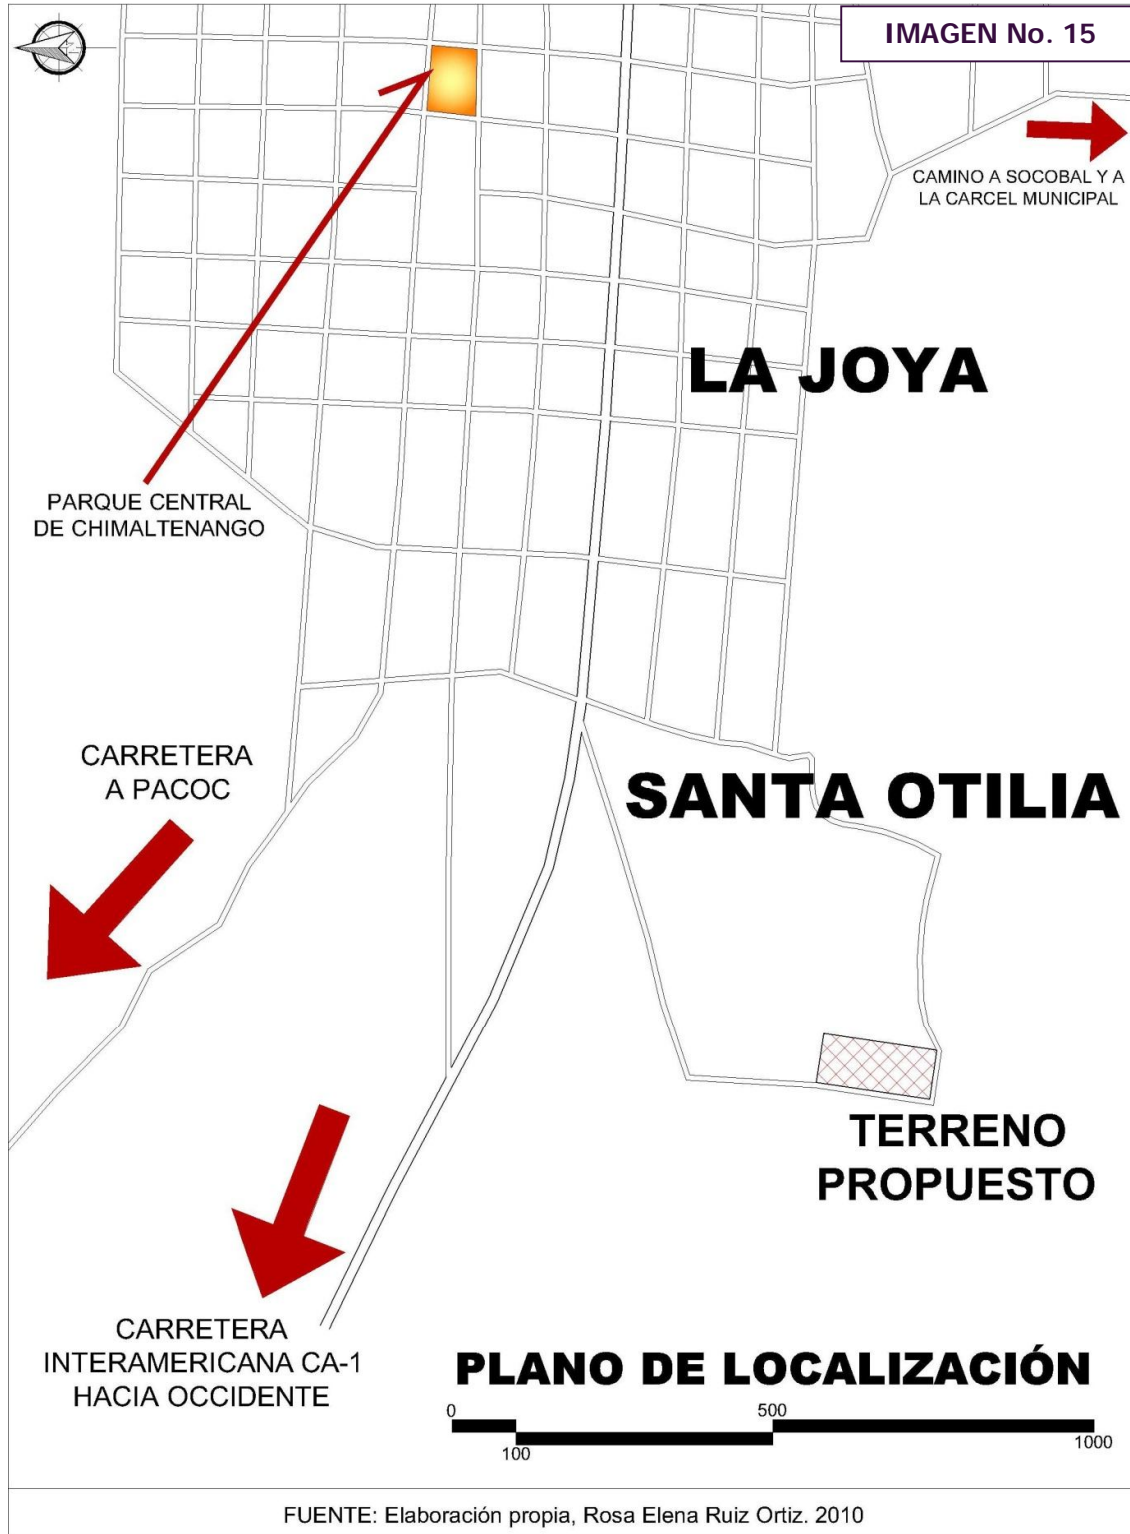 IMAGEN No. 15
CAMINO A SOCOBAL Y A
LA CARCEL MUNICIPAL
LA JOYA
PARQUE CENTRAL
DE CHIMALTENANGO
CARRETERA
A PACOC
SANTA OTILIA
TERRENO
PROPUESTO
CARRETERA
INTERAMERICANA CA-1
HACIA OCCIDENTE
PLANO DE LOCALIZACIÓN
0
500
100
1000
FUENTE: Elaboración propia, Rosa Elena Ruiz Ortiz. 2010